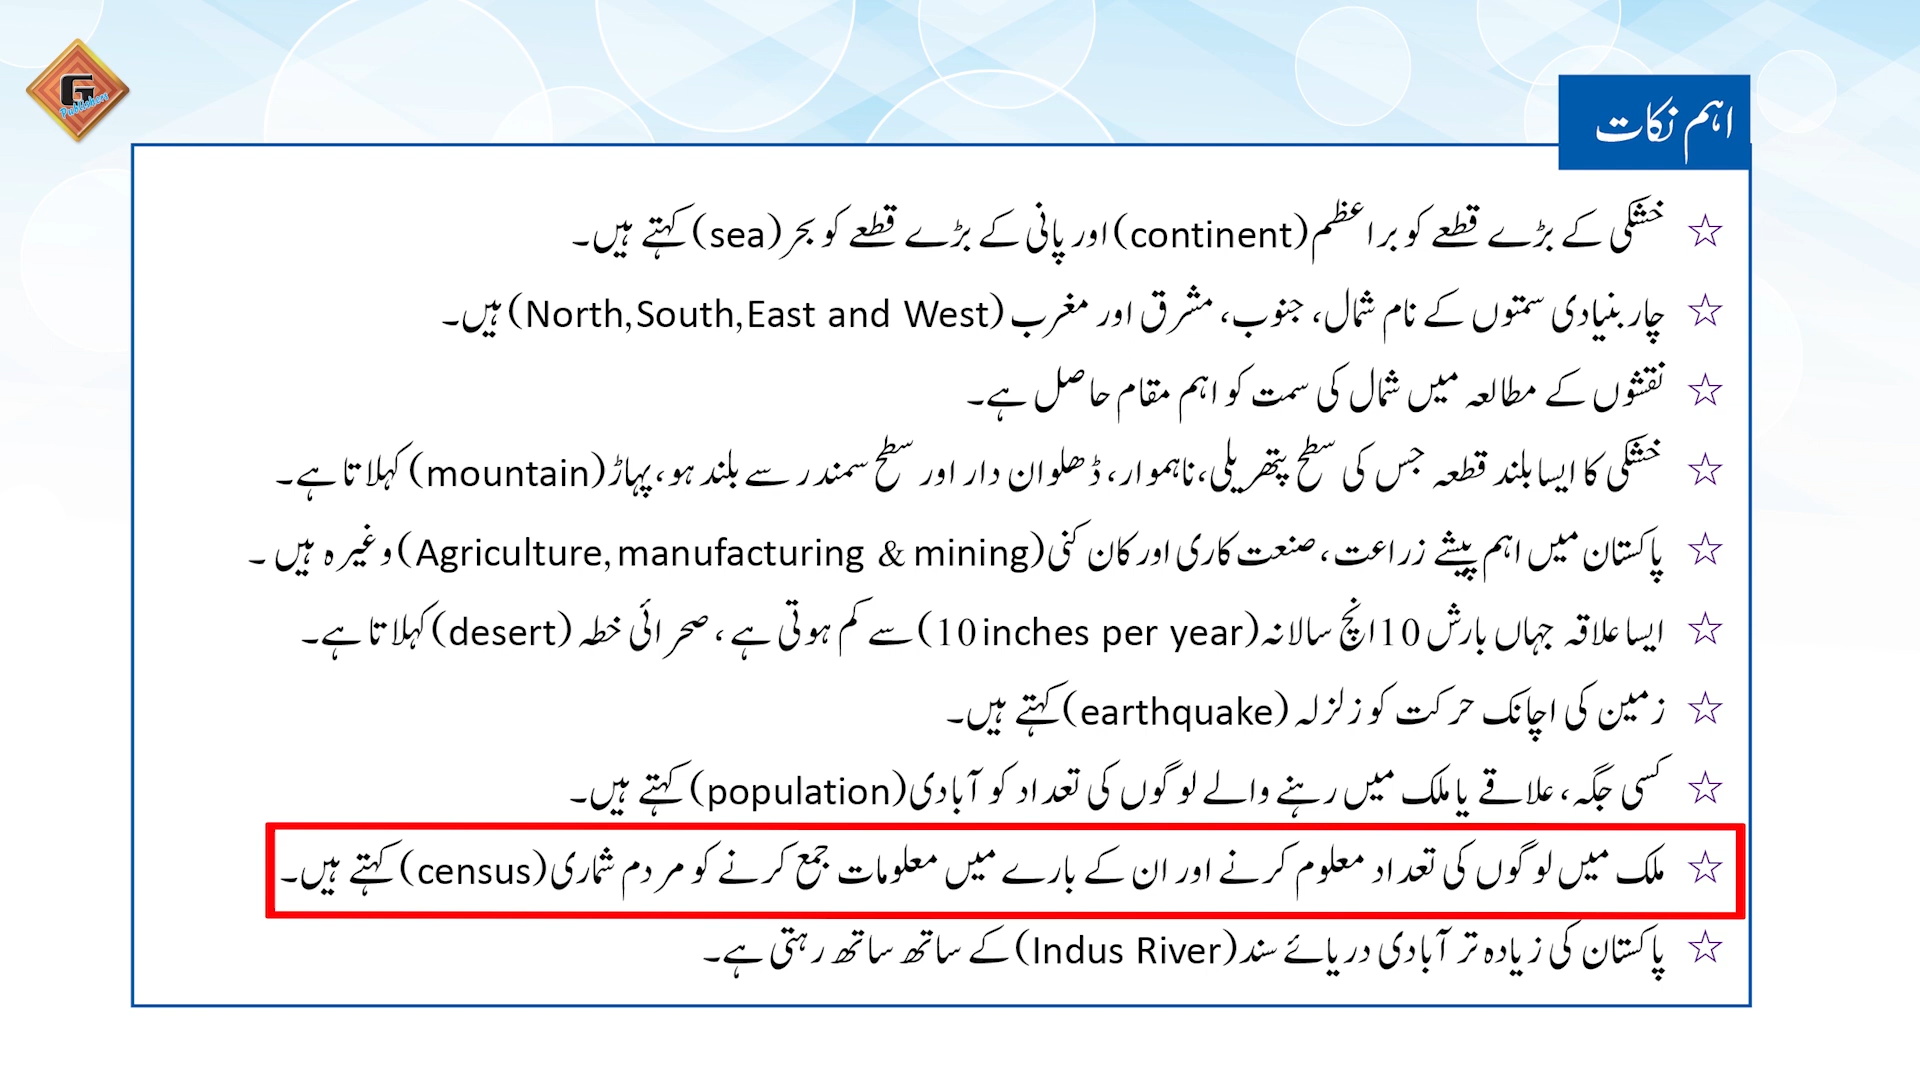 G
Publishers
اہم نکات
☆ خشکی کے بڑے قطعے کو براعظم (continent) اور پانی کے بڑے قطعے کو بحر (sea) کہتے ہیں۔
☆ چار بنیادی سمتوں کے نام شمال، جنوب، مشرق اور مغرب (North,South,East and West) ہیں۔
☆ نقشوں کے مطالعہ میں شمال کی سمت کو اہم مقام حاصل ہے۔
☆ خشکی کا ایسا بلند قطعہ جس کی سطح پتھریلی،ناہموار، ڈھلوان دار اور سطح سمندر سے بلند ہو، پہاڑ (mountain) کہلاتا ہے۔
☆ پاکستان میں اہم پیشے زراعت، صنعت کاری اور کان کنی (Agriculture, manufacturing & mining) وغیرہ ہیں ۔
☆ ایسا علاقہ جہاں بارش 10 انچ سالانہ (10 inches per year) سے کم ہوتی ہے، صحرائی خطہ (desert) کہلاتا ہے۔
☆ زمین کی اچانک حرکت کو زلزلہ (earthquake) کہتے ہیں۔
☆ کسی جگہ، علاقے یا ملک میں رہنے والے لوگوں کی تعداد کو آبادی (population) کہتے ہیں۔
☆ ملک میں لوگوں کی تعداد معلوم کرنے اور ان کے بارے میں معلومات جمع کرنے کو مردم شماری (census) کہتے ہیں۔
☆ پاکستان کی زیادہ تر آبادی دریائے سند (Indus River) کے ساتھ ساتھ رہتی ہے۔